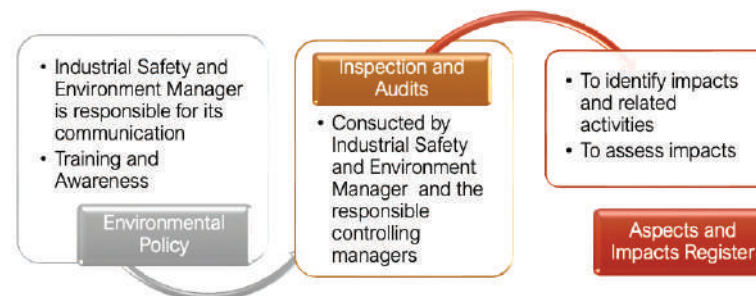 • Industrial Safety and
Environment Manager
is responsible for its
communication
• Training and
Awareness
Environmental
Policy
Inspection and
Audits
• Consucted by
Industrial Safety
and Environment
Manager and the
responsible
controlling
managers
• To identify impacts
and related
activities
• To assess impacts
Aspects and
Impacts Register